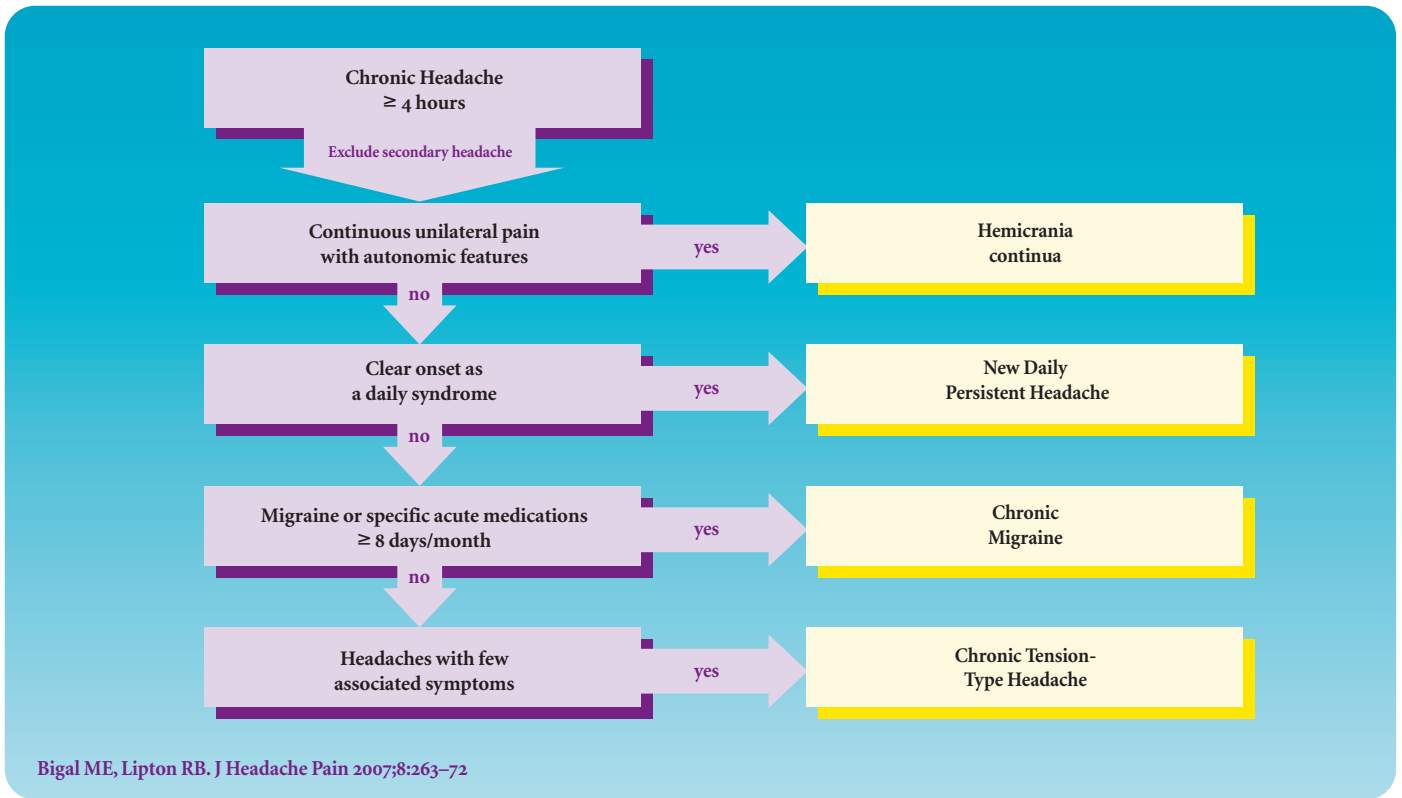 Chronic Headache
≥ 4 hours
Exclude secondary headache
Continuous unilateral pain
with autonomic features
yes
Hemicrania
continua
no
Clear onset as
a daily syndrome
yes
New Daily
Persistent Headache
no
Migraine or specific acute medications
≥ 8 days/month
yes
Chronic
Migraine
no
Headaches with few
associated symptoms
yes
Chronic Tension-
Type Headache
Bigal ME, Lipton RB. J Headache Pain 2007;8:263–72